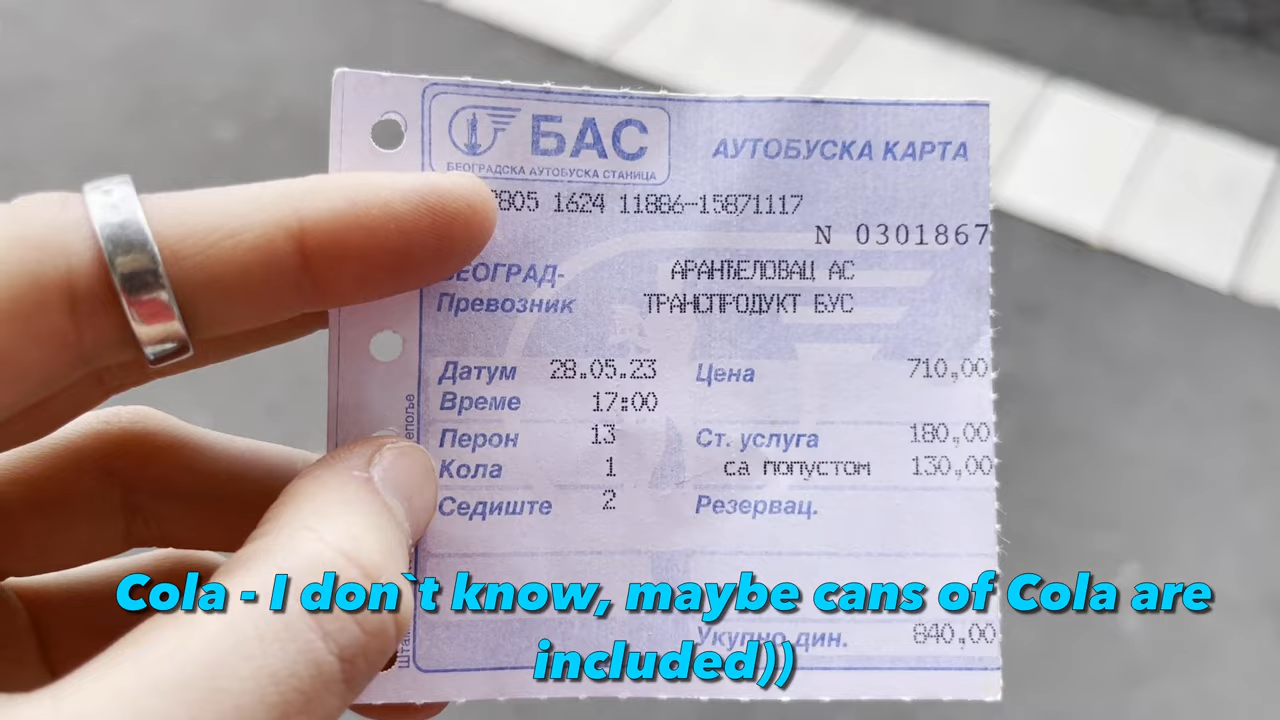 БАС
БЕОГРАДСКА АУТОБУСКА СТАНИЦА
АУТОБУСКА КАРТА
805 1624 11886-15871117
N 0301867
БЕОГРАД- АРАНЂЕЛОВАЦ АС
Превозник ТРАНСПРОДУКТ БУС
Датум 28.05.23 Цена 710,00
Време 17:00
Перон 13 Ст. услуга 180,00
Кола 1 са попустом 130,00
Седиште 2 Резервац.
Cola - I don`t know, maybe cans of Cola are
included))
Укупно дин. 840,00